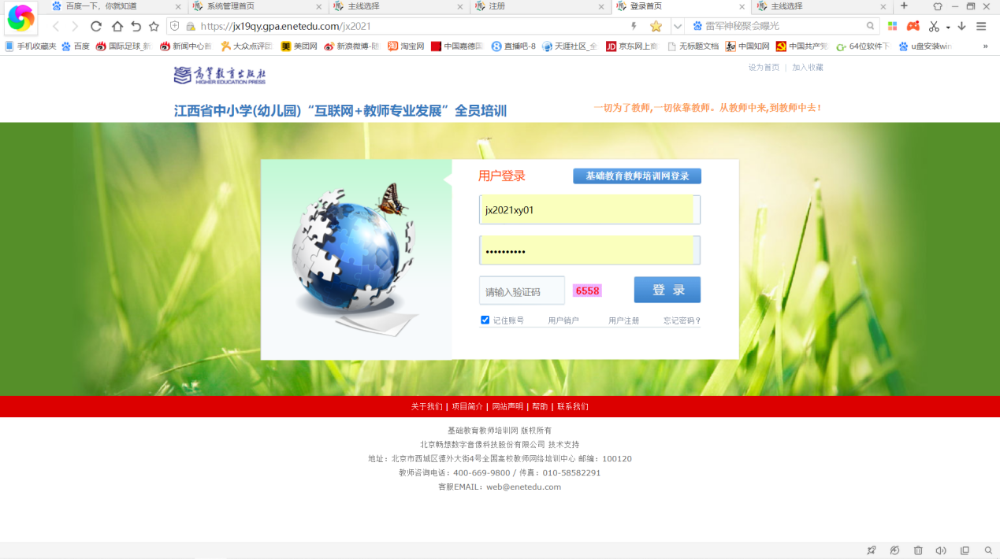 百度一下，你就知道 系统管理首页 主线选择 注册 登录首页 主线选择
https://jx19qy.gpa.enetedu.com/jx2021 雷军神秘聚会曝光
手机收藏夹 百度 国际足球_新 新闻中心首 大众点评团 美团网 新浪微博-随 淘宝网 中国嘉德国 直播吧-8 天涯社区_全 京东网上商 无标题文档 中国知网 中国共产党 64位软件下 u盘安装win »
高等教育出版社
HIGHER EDUCATION PRESS
设为首页 | 加入收藏
江西省中小学(幼儿园)“互联网+教师专业发展”全员培训
一切为了教师,一切依靠教师。从教师中来,到教师中去!
用户登录 基础教育教师培训网登录
jx2021xy01
••••••••••
请输入验证码 6558 登 录
记住账号 用户销户 用户注册 忘记密码?
关于我们 | 项目简介 | 网站声明 | 帮助 | 联系我们
基础教育教师培训网 版权所有
北京畅想数字音像科技股份有限公司 技术支持
地址：北京市西城区德外大街4号全国高校教师网络培训中心 邮编：100120
教师咨询电话：400-669-9800 / 传真：010-58582291
客服EMAIL：web@enetedu.com